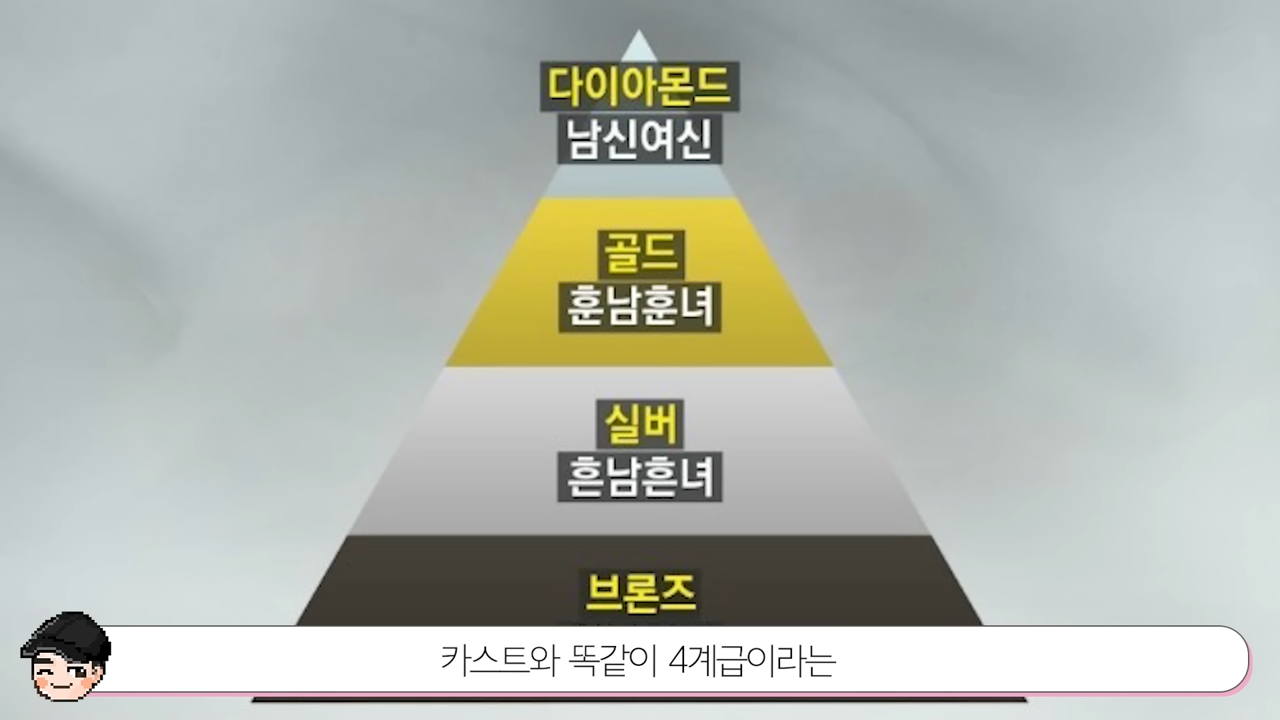 다이아몬드
남신여신
골드
훈남훈녀
실버
흔남흔녀
브론즈
카스트와 똑같이 4계급이라는